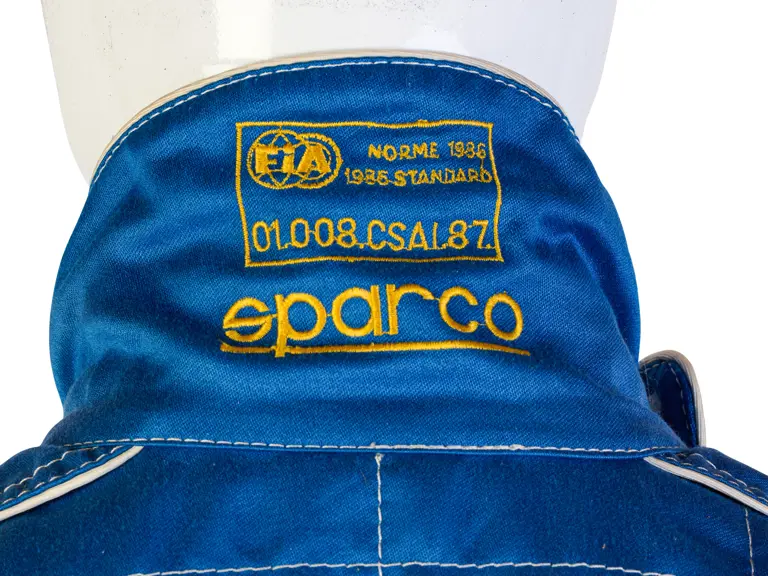 FiA
NORME 1986
1986 STANDARD
01.008.CSAI.87.
sparco